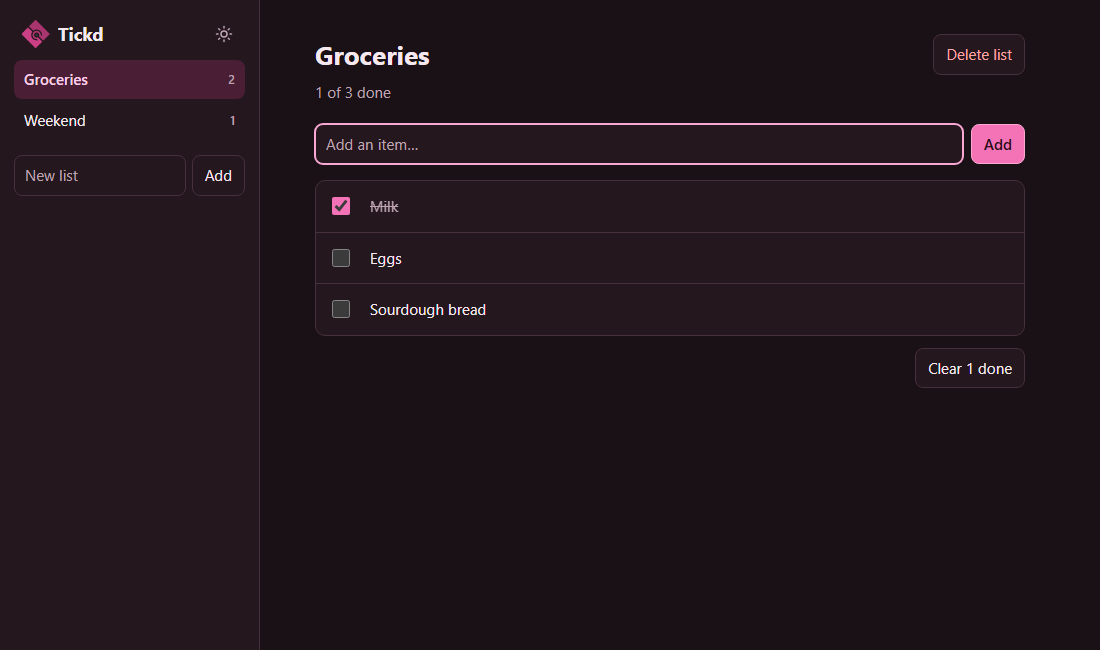 Tickd
Groceries 2
Weekend 1
New list Add
Groceries
Delete list
1 of 3 done
Add an item... Add
Milk
Eggs
Sourdough bread
Clear 1 done